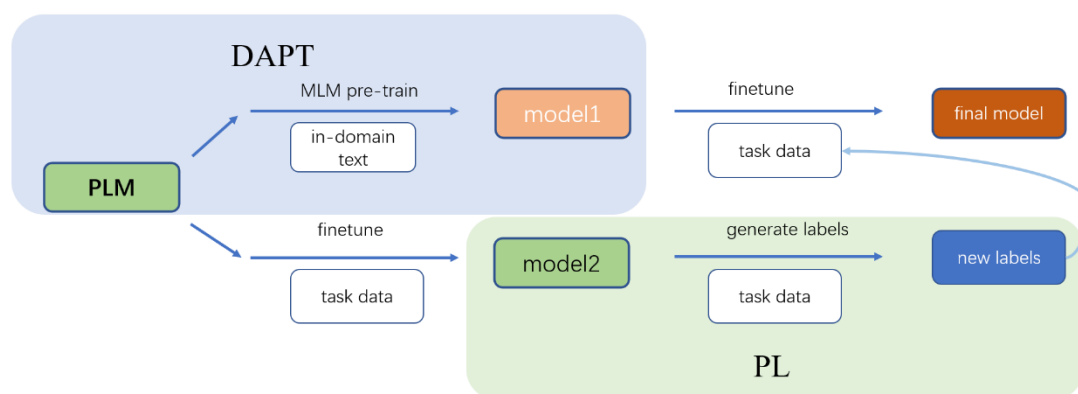 DAPT
MLM pre-train
finetune
model1
final model
in-domain
text
task data
PLM
finetune
generate labels
model2
new labels
task data
task data
PL